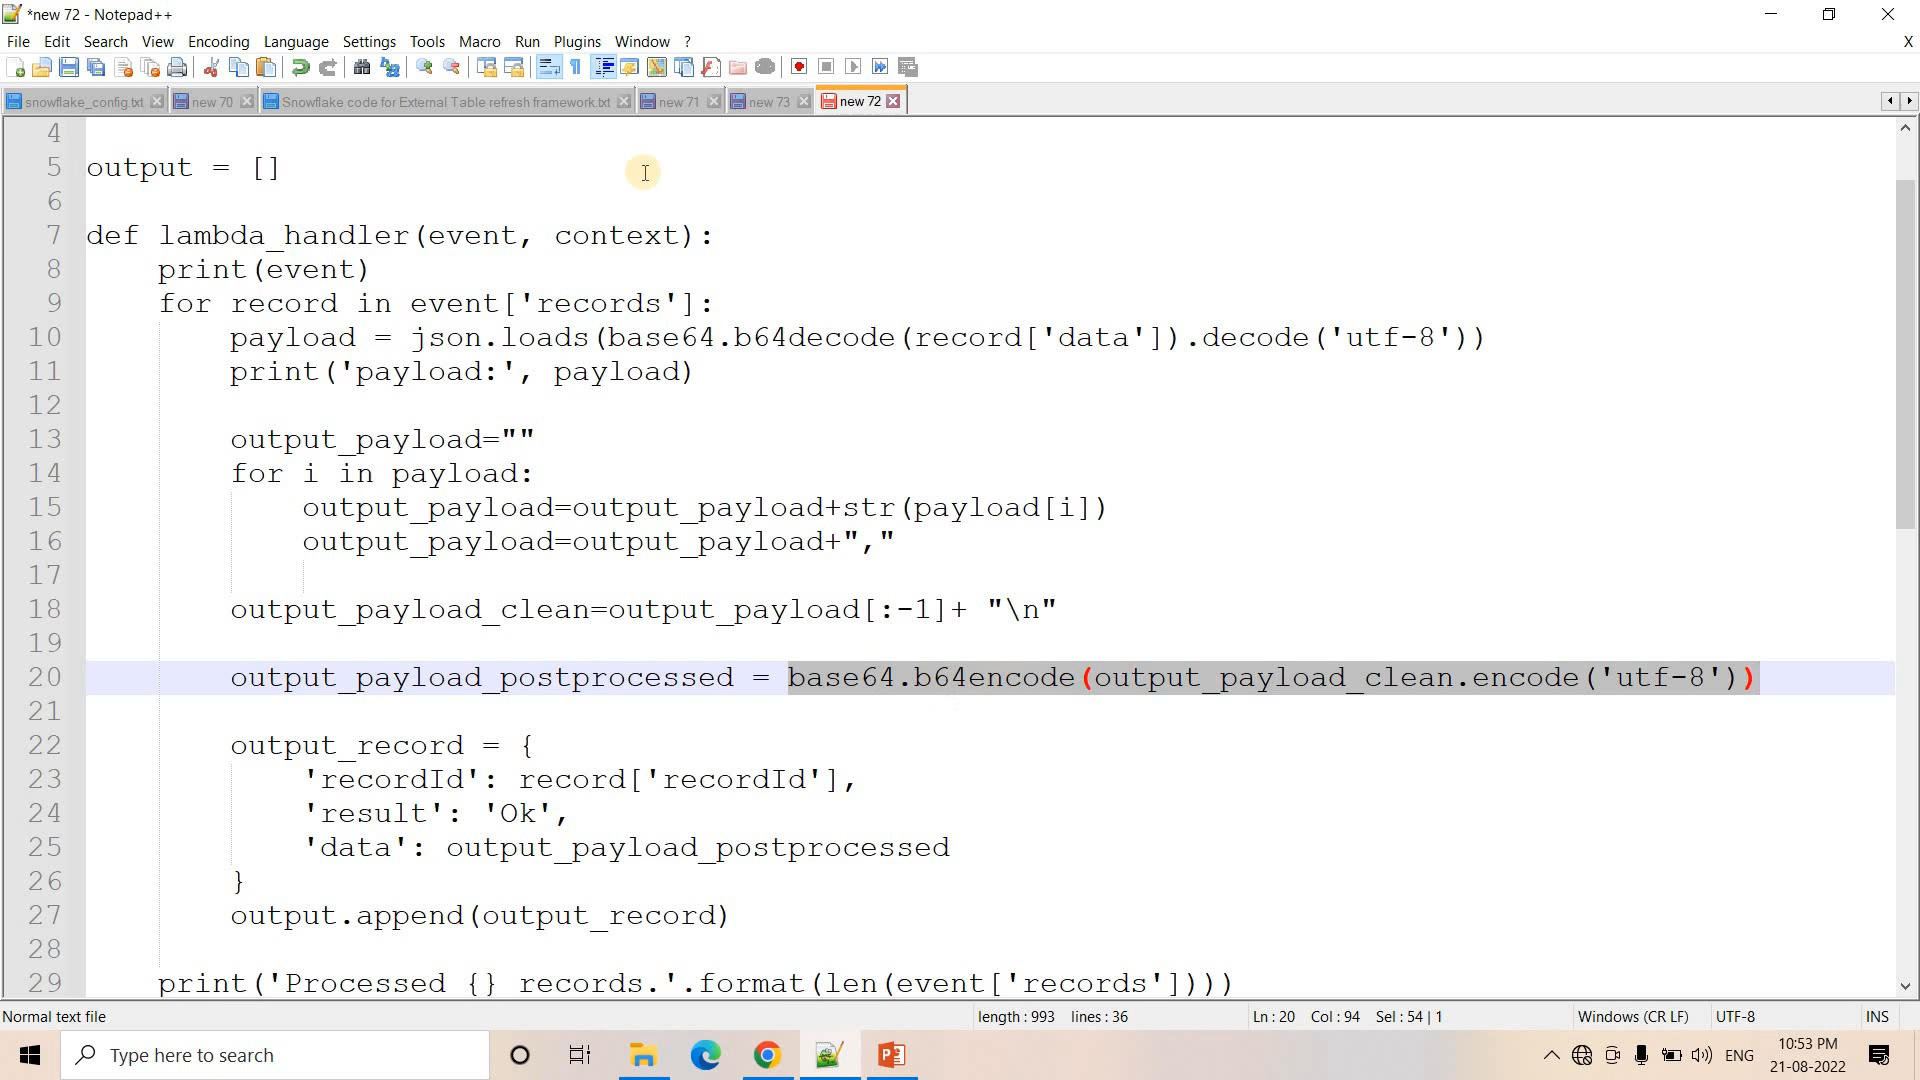 *new 72 - Notepad++
File Edit Search View Encoding Language Settings Tools Macro Run Plugins Window ? X
snowflake_config.txt new 70 Snowflake code for External Table refresh framework.txt new 71 new 73 new 72
4
5 output = []
6
7 def lambda_handler(event, context):
8 print(event)
9 for record in event['records']:
10 payload = json.loads(base64.b64decode(record['data']).decode('utf-8'))
11 print('payload:', payload)
12
13 output_payload=""
14 for i in payload:
15 output_payload=output_payload+str(payload[i])
16 output_payload=output_payload+","
17
18 output_payload_clean=output_payload[:-1]+ "\n"
19
20 output_payload_postprocessed = base64.b64encode(output_payload_clean.encode('utf-8'))
21
22 output_record = {
23 'recordId': record['recordId'],
24 'result': 'Ok',
25 'data': output_payload_postprocessed
26 }
27 output.append(output_record)
28
29 print('Processed {} records.'.format(len(event['records'])))
Normal text file length : 993 lines : 36 Ln : 20 Col : 94 Sel : 54 | 1 Windows (CR LF) UTF-8 INS
Type here to search ENG 10:53 PM
21-08-2022